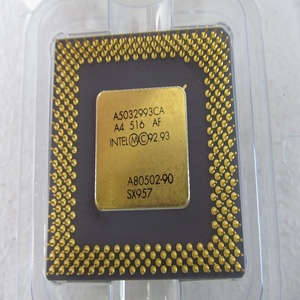 A5032993CA
A4 516 AF
INTEL Ⓜ © 92,93
A80502-90
SX957